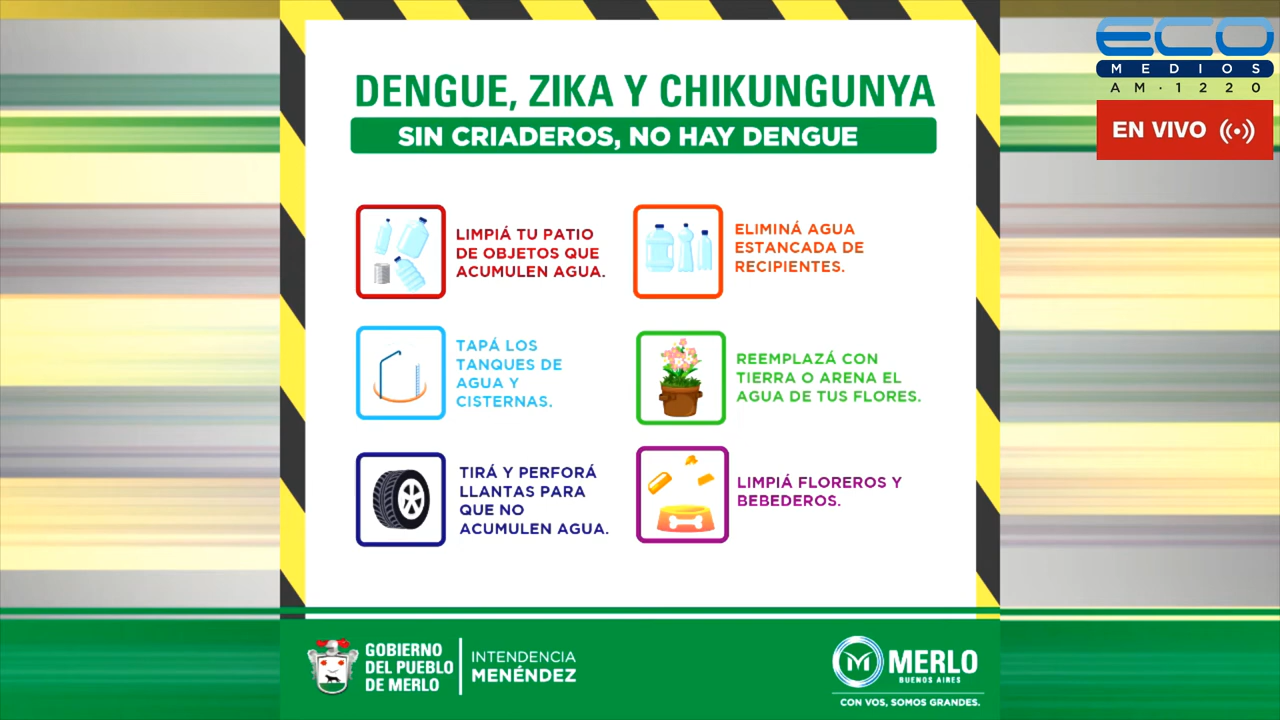 ECO
MEDIOS
AM·1220
EN VIVO
DENGUE, ZIKA Y CHIKUNGUNYA
SIN CRIADEROS, NO HAY DENGUE
LIMPIÁ TU PATIO
DE OBJETOS QUE
ACUMULEN AGUA.
ELIMINÁ AGUA
ESTANCADA DE
RECIPIENTES.
TAPÁ LOS
TANQUES DE
AGUA Y
CISTERNAS.
REEMPLAZÁ CON
TIERRA O ARENA EL
AGUA DE TUS FLORES.
TIRÁ Y PERFORÁ
LLANTAS PARA
QUE NO
ACUMULEN AGUA.
LIMPIÁ FLOREROS Y
BEBEDEROS.
GOBIERNO
DEL PUEBLO
DE MERLO
INTENDENCIA
MENÉNDEZ
MERLO
BUENOS AIRES
CON VOS, SOMOS GRANDES.